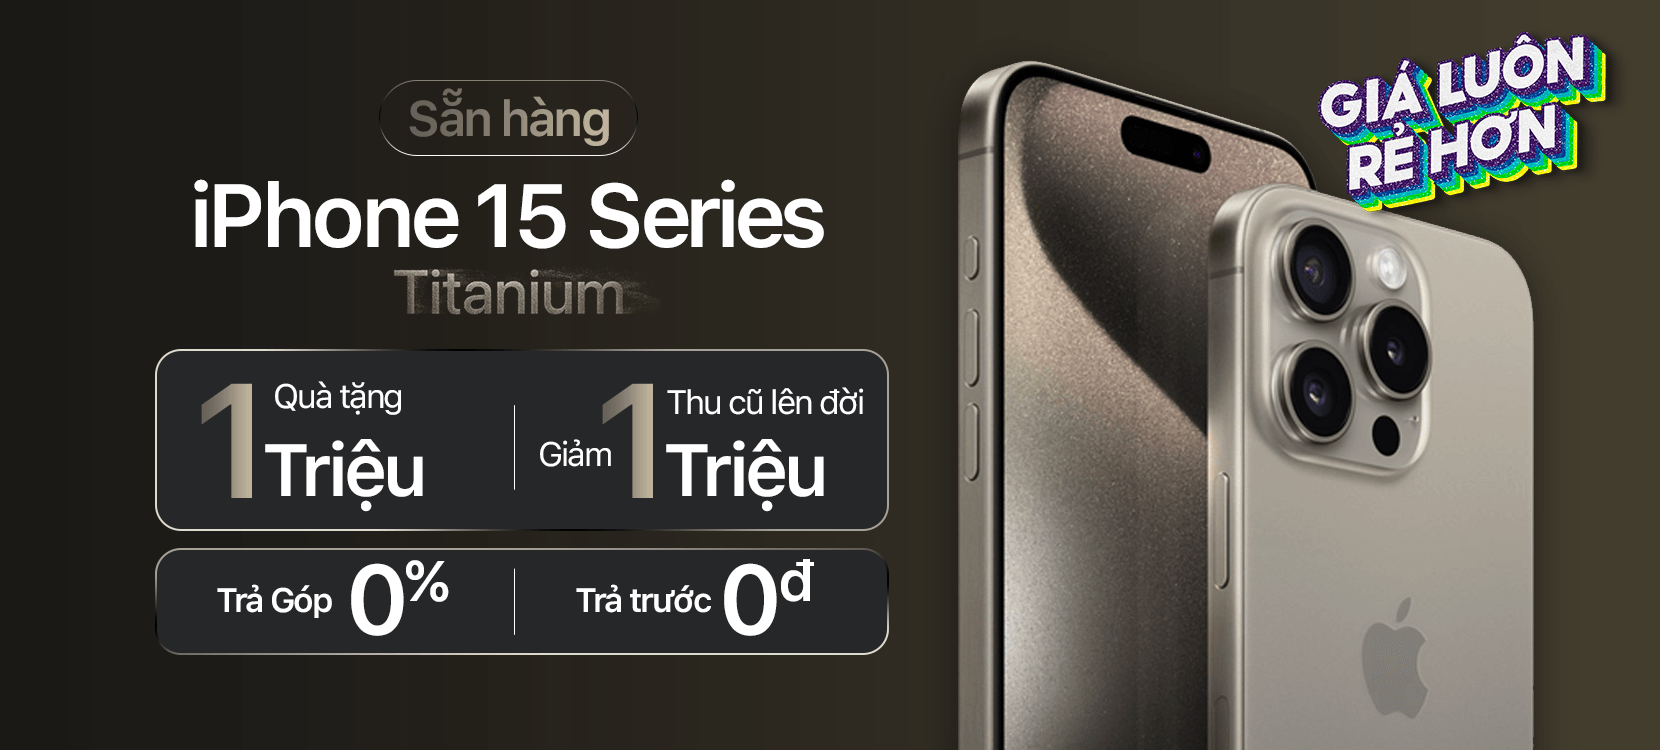 Sẵn hàng
iPhone 15 Series
Titanium
1 Quà tặng
Triệu
Giảm 1 Thu cũ lên đời
Triệu
Trả Góp 0%
Trả trước 0đ
GIÁ LUÔN
RẺ HƠN